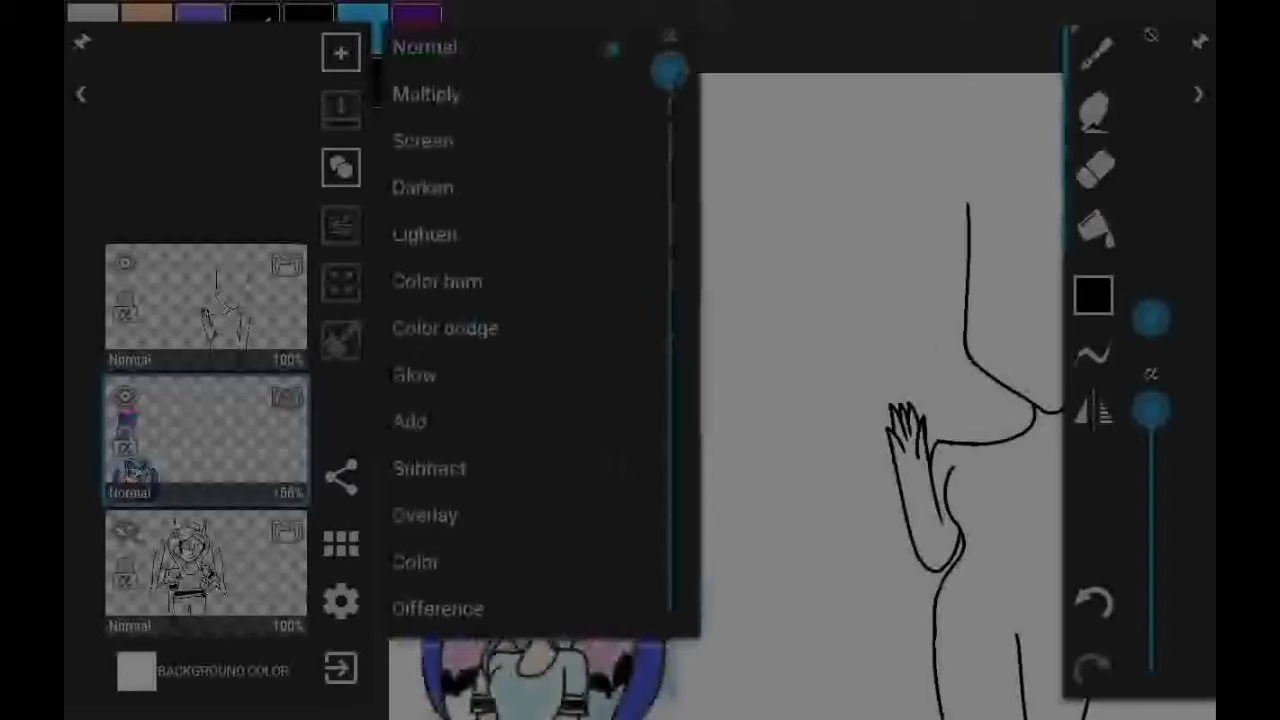 Normal
Multiply
Screen
Darken
Lighten
Color burn
Color dodge
Glow
Add
Subtract
Overlay
Color
Difference
α
α
Normal 100%
Normal
Normal 100%
BACKGROUND COLOR